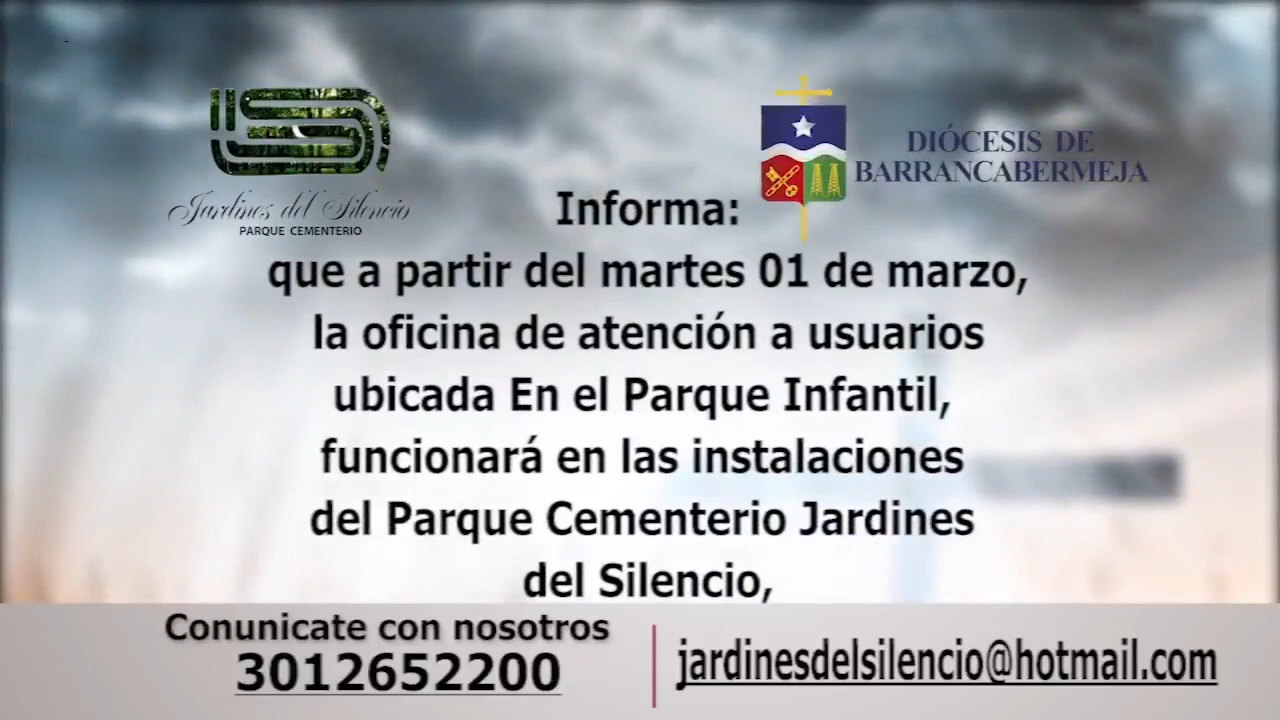 Jardines del Silencio
PARQUE CEMENTERIO
DIÓCESIS DE
BARRANCABERMEJA
Informa:
que a partir del martes 01 de marzo,
la oficina de atención a usuarios
ubicada En el Parque Infantil,
funcionará en las instalaciones
del Parque Cementerio Jardines
del Silencio,
Conunicate con nosotros
3012652200
jardinesdelsilencio@hotmail.com